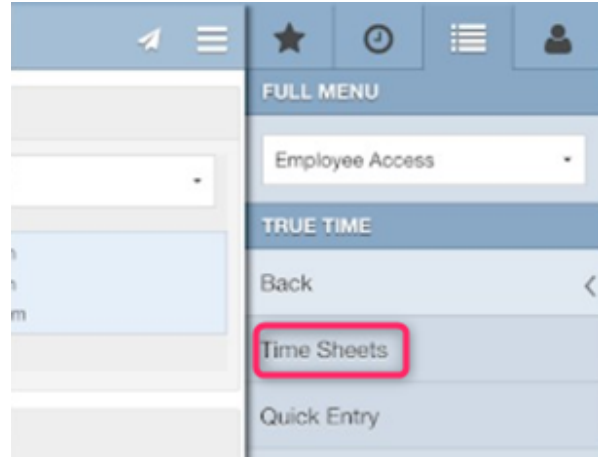 FULL MENU
Employee Access
TRUE TIME
Back
Time Sheets
Quick Entry
m